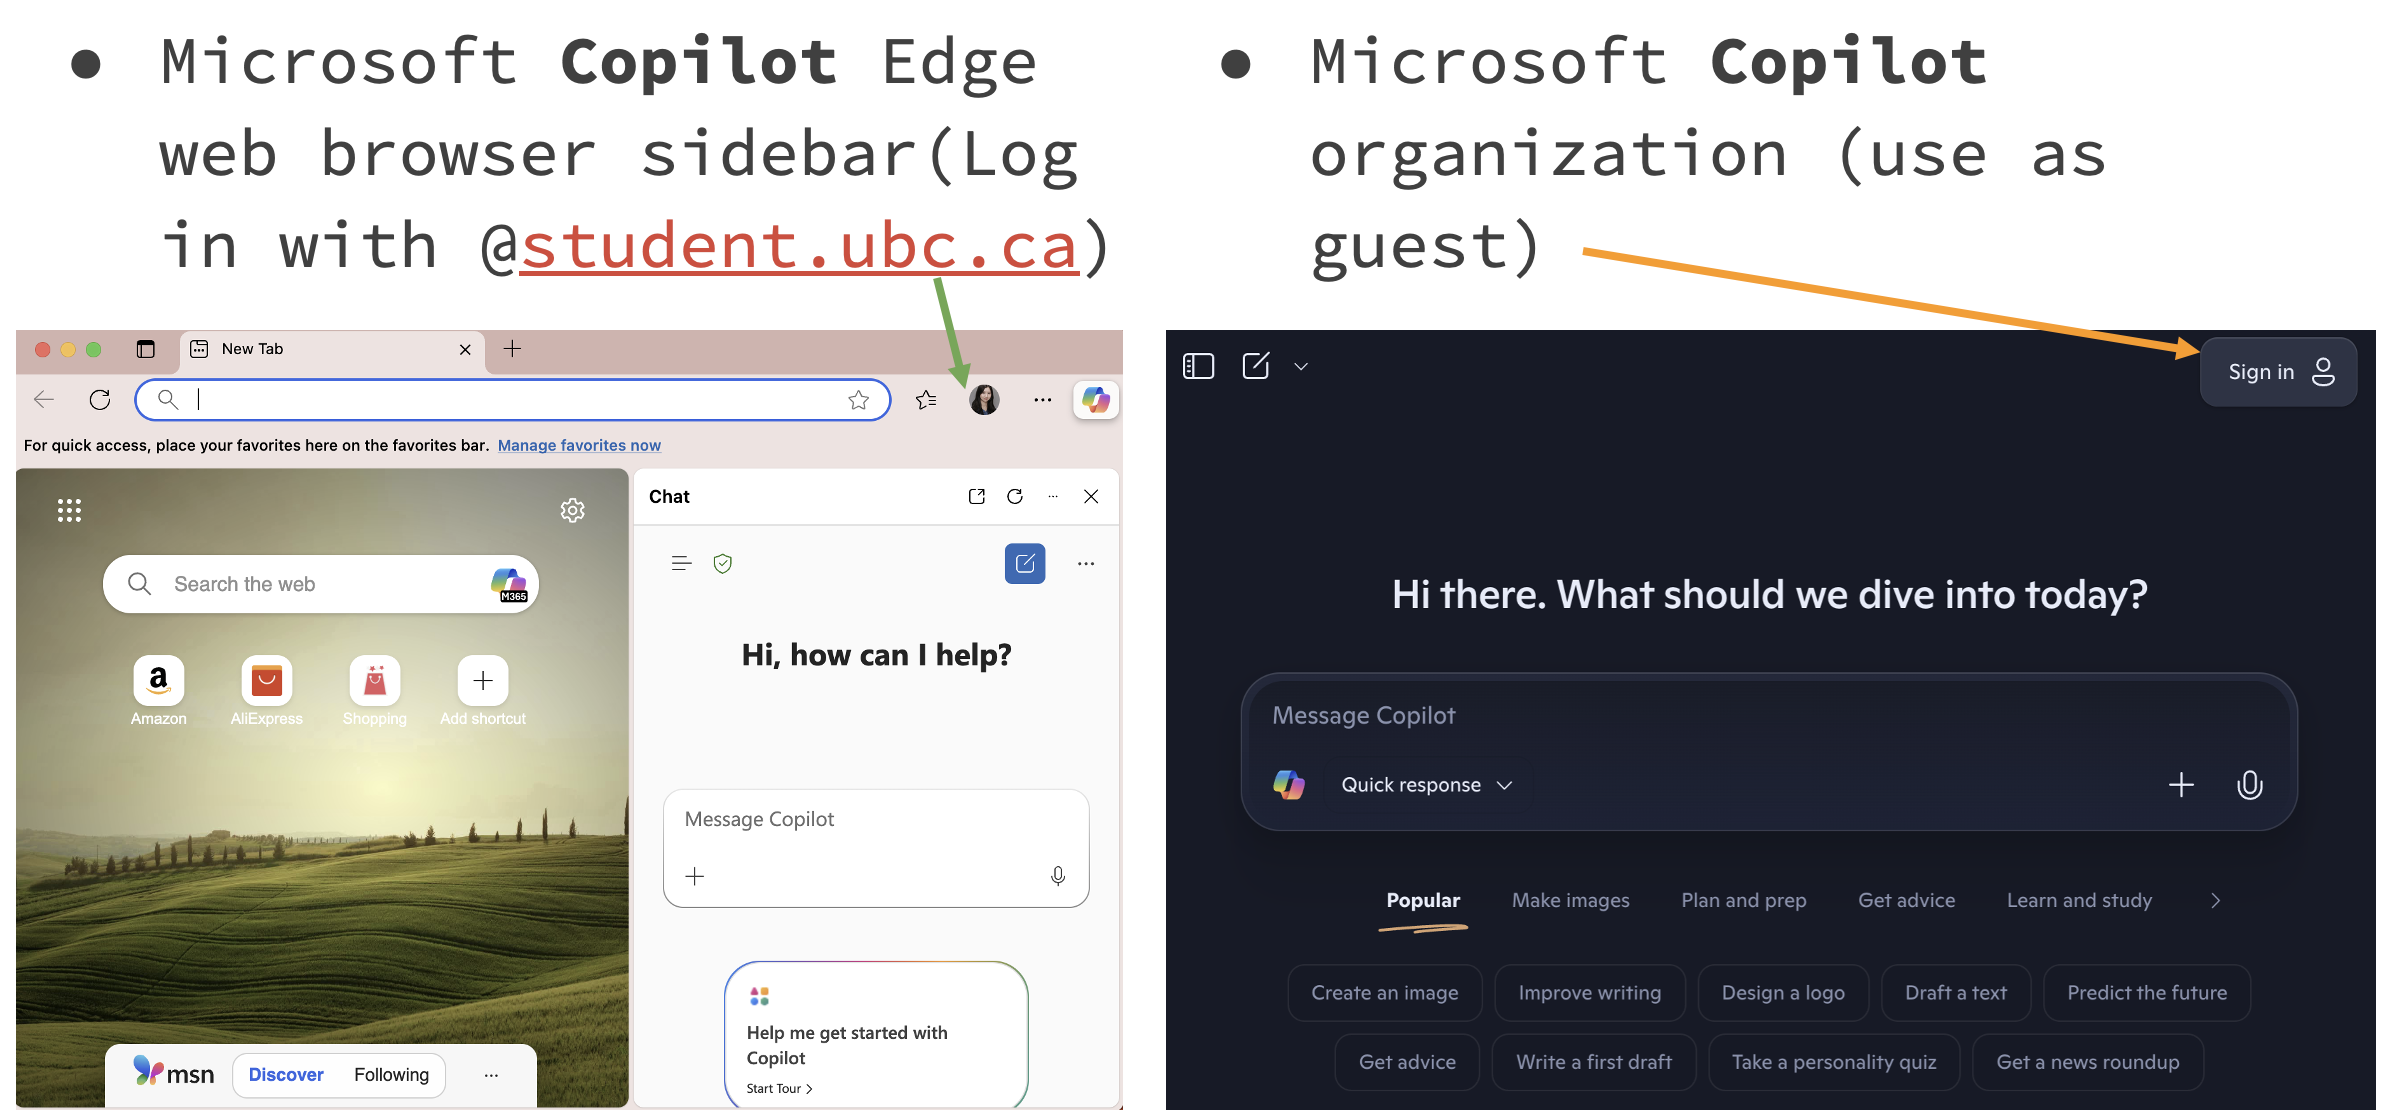 ● Microsoft Copilot Edge
web browser sidebar(Log
in with @student.ubc.ca)
● Microsoft Copilot
organization (use as
guest)
New Tab
For quick access, place your favorites here on the favorites bar. Manage favorites now
Search the web
M365
a
Amazon
AliExpress
Shopping
Add shortcut
msn
Discover
Following
Chat
Hi, how can I help?
Message Copilot
Help me get started with
Copilot
Start Tour
Sign in
Hi there. What should we dive into today?
Message Copilot
Quick response
Popular
Make images
Plan and prep
Get advice
Learn and study
Create an image
Improve writing
Design a logo
Draft a text
Predict the future
Get advice
Write a first draft
Take a personality quiz
Get a news roundup